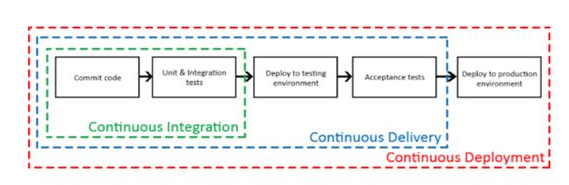 Commit code
Unit & Integration
tests
Deploy to testing
environment
Acceptance tests
Deploy to production
environment
Continuous Integration
Continuous Delivery
Continuous Deployment